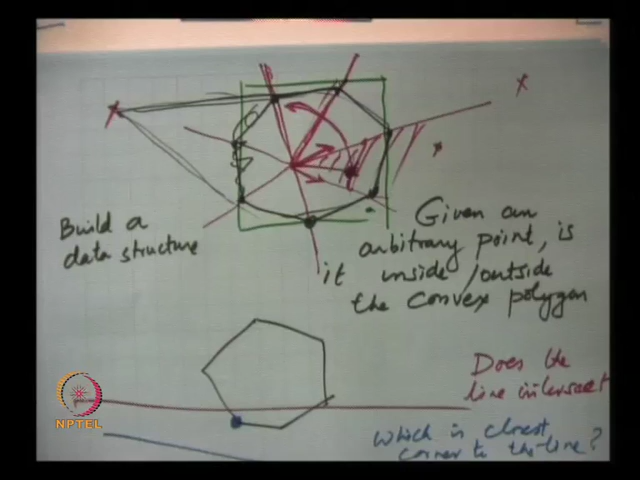 Build a
data structure
Given an
arbitrary point, is
it inside/outside
the convex polygon
Does the
line intersect
Which is closest
corner to the line?
NPTEL